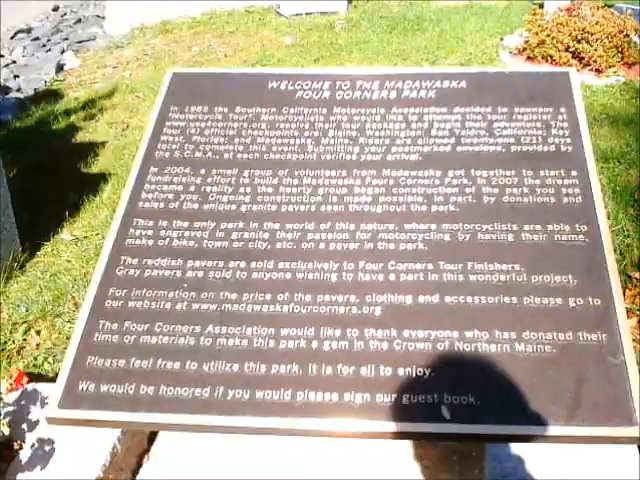 WELCOME TO THE MADAWASKA
FOUR CORNERS PARK
In 1983 the Southern California Motorcycle Association decided to sponsor a
"Motorcycle Tour". Motorcyclists who would like to attempt the tour register at
www.sc-ma.com receive their tour package and begin their adventure. The
four (4) official checkpoints are: Blaine, Washington; San Ysidro, California; Key
West, Florida; and Madawaska, Maine. Riders are allowed twenty-one (21) days
total to complete this event. Submitting your postmarked envelope, provided by
the S.C.M.A., at each checkpoint verifies your arrival.
In 2004, a small group of volunteers from Madawaska got together to start a
fundraising effort to build the Madawaska Fours Corners Park. In 2007 the dream
became a reality as the charity group began construction of the park you see
before you. Ongoing construction is made possible, in part, by donations and
sales of the unique granite pavers seen throughout the park.
This is the only park in the world of this nature, where motorcyclists are able to
have engraved in granite their passion for motorcycling by having their name,
make of bike, town or city, etc. on a paver in the park.
The reddish pavers are sold exclusively to Four Corners Tour Finishers.
Gray pavers are sold to anyone wishing to have a part in this wonderful project.
For information on the price of the pavers, clothing and accessories please go to
our website at www.madawaskafourcorners.org
The Four Corners Association would like to thank everyone who has donated their
time or materials to make this park a gem in the Crown of Northern Maine.
Please feel free to utilize this park. It is for all to enjoy.
We would be honored if you would please sign our guest book.